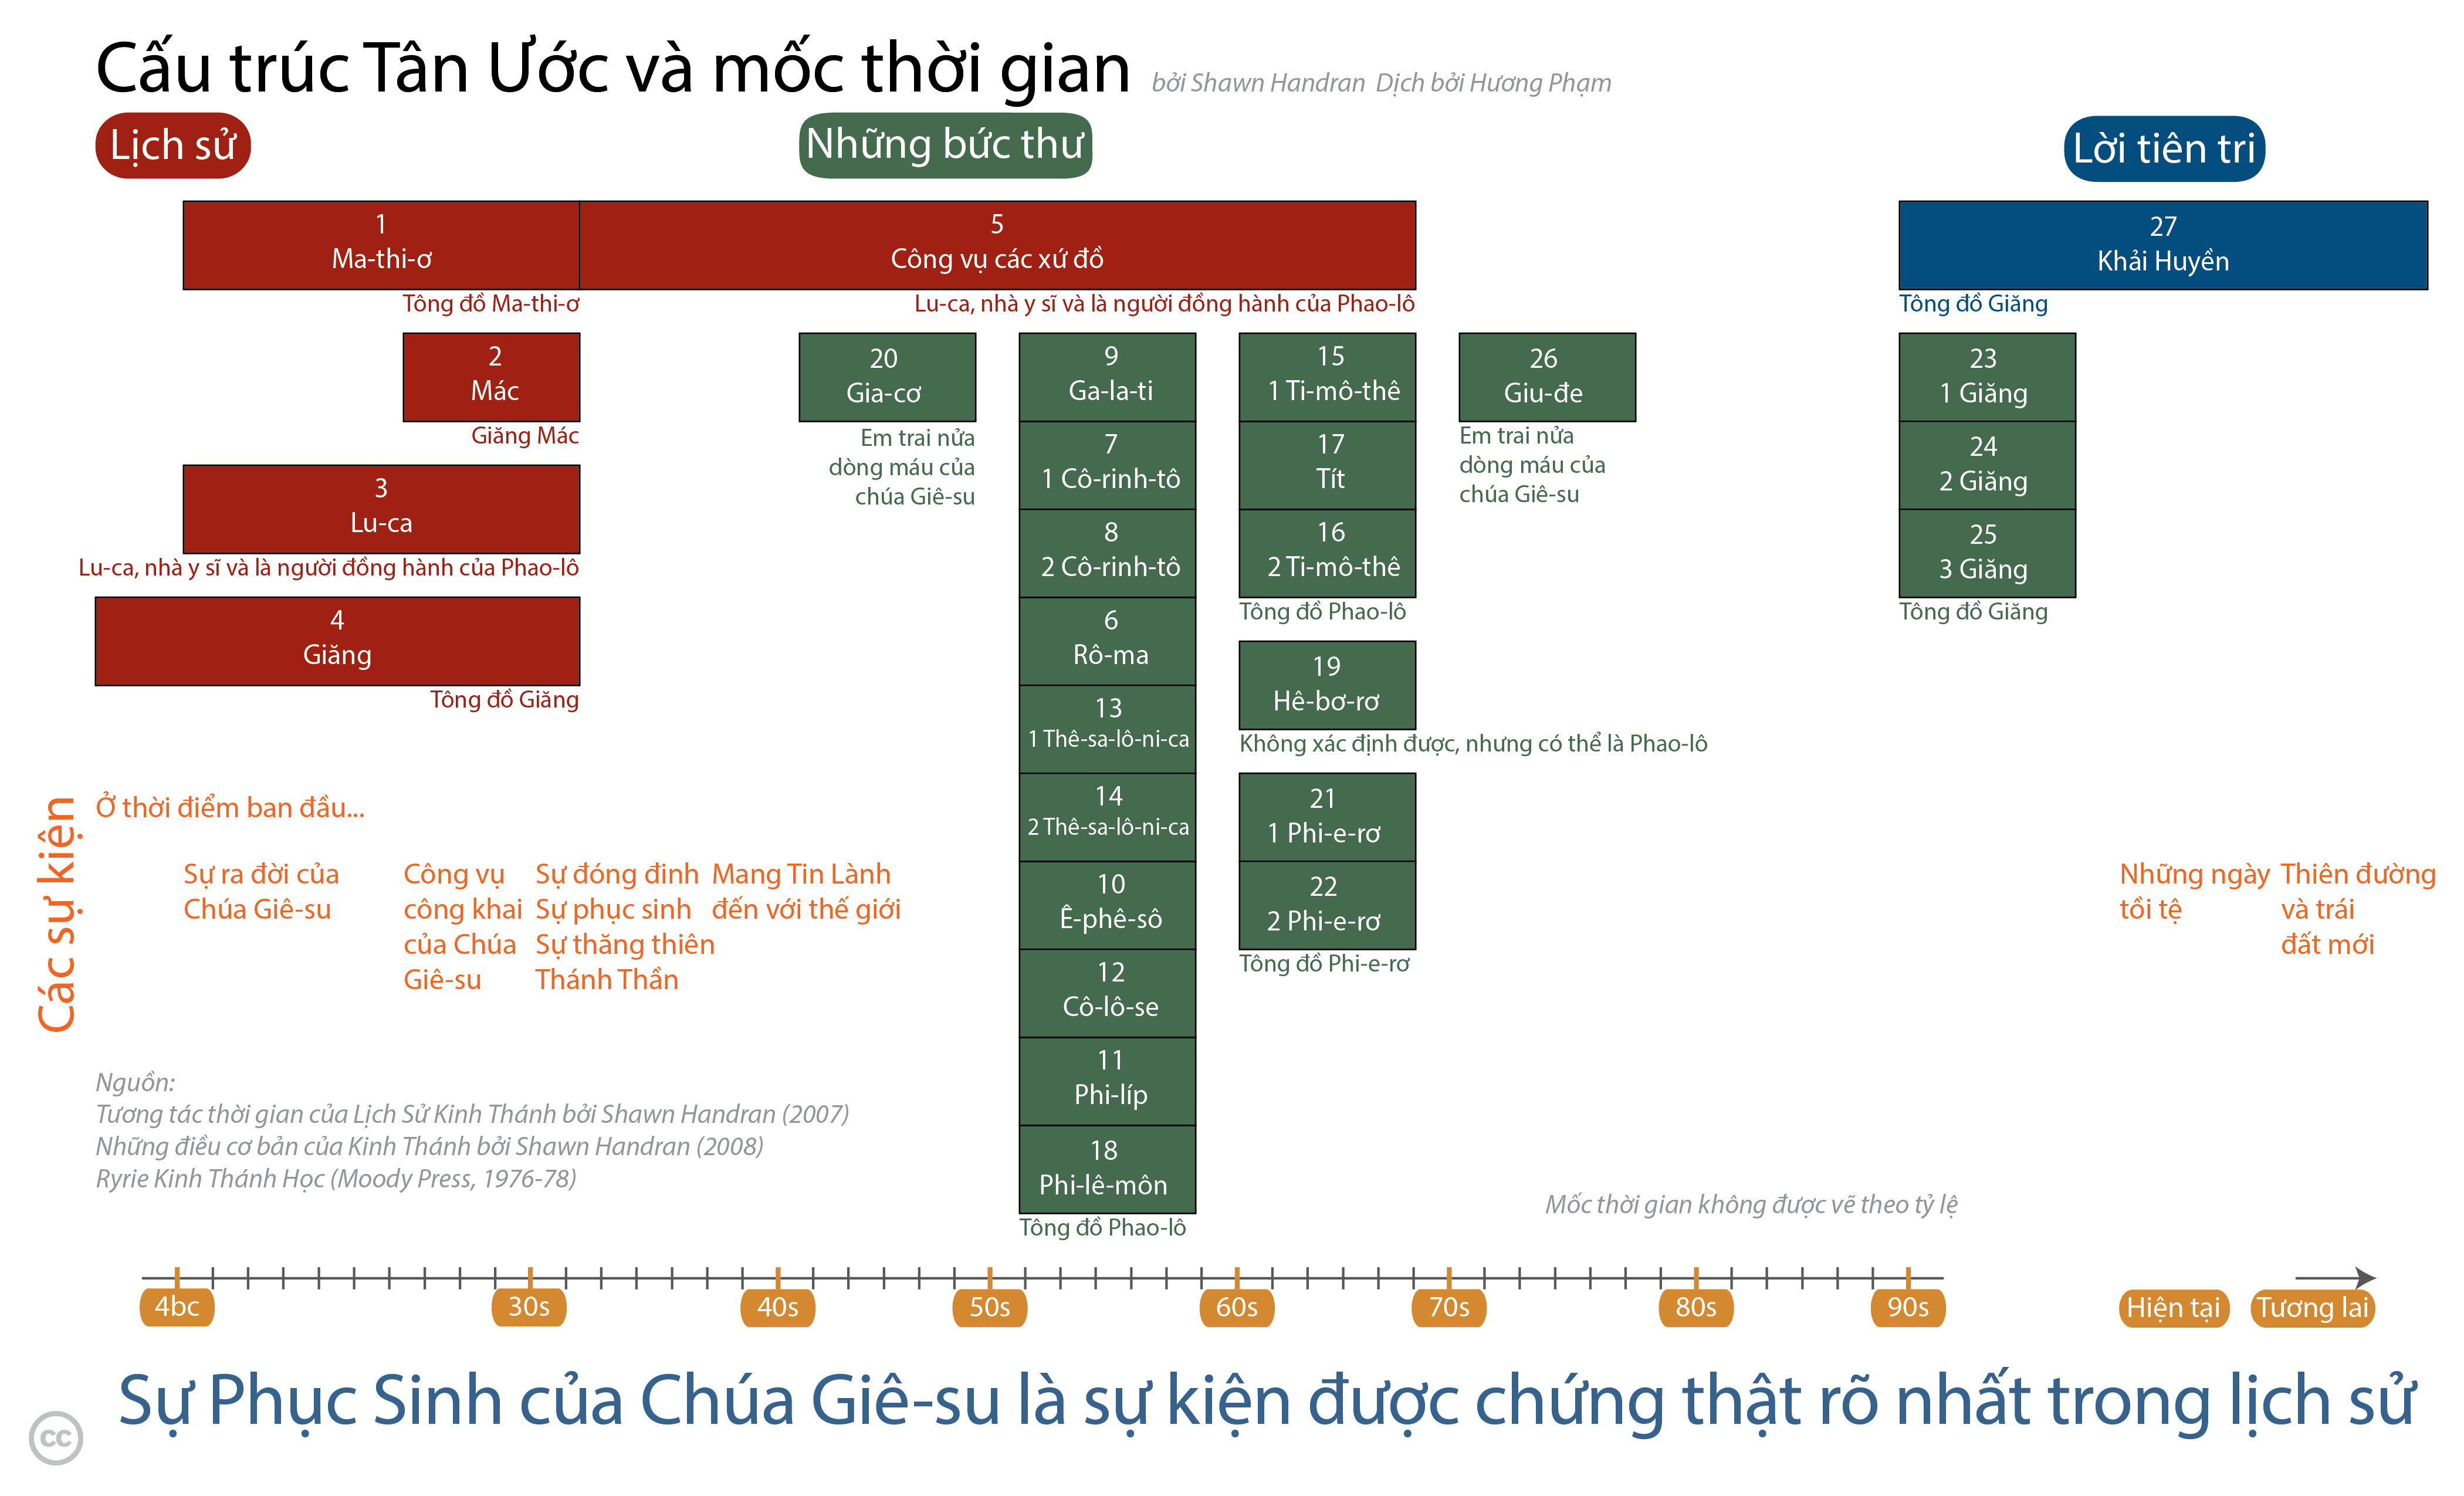 Cấu trúc Tân Ước và mốc thời gian bởi Shawn Handran Dịch bởi Hương Phạm
Lịch sử
Những bức thư
Lời tiên tri
1
Ma-thi-ơ
Tông đồ Ma-thi-ơ
5
Công vụ các xứ đồ
Lu-ca, nhà y sĩ và là người đồng hành của Phao-lô
27
Khải Huyền
Tông đồ Giăng
2
Mác
Giăng Mác
3
Lu-ca
Lu-ca, nhà y sĩ và là người đồng hành của Phao-lô
4
Giăng
Tông đồ Giăng
20
Gia-cơ
Em trai nửa
dòng máu của
chúa Giê-su
9
Ga-la-ti
7
1 Cô-rinh-tô
8
2 Cô-rinh-tô
6
Rô-ma
13
1 Thê-sa-lô-ni-ca
14
2 Thê-sa-lô-ni-ca
10
Ê-phê-sô
12
Cô-lô-se
11
Phi-líp
18
Phi-lê-môn
Tông đồ Phao-lô
15
1 Ti-mô-thê
17
Tít
16
2 Ti-mô-thê
Tông đồ Phao-lô
19
Hê-bơ-rơ
Không xác định được, nhưng có thể là Phao-lô
21
1 Phi-e-rơ
22
2 Phi-e-rơ
Tông đồ Phi-e-rơ
26
Giu-đe
Em trai nửa
dòng máu của
chúa Giê-su
23
1 Giăng
24
2 Giăng
25
3 Giăng
Tông đồ Giăng
Các sự kiện
Ở thời điểm ban đầu...
Sự ra đời của
Chúa Giê-su
Công vụ
công khai
của Chúa
Giê-su
Sự đóng đinh
Sự phục sinh
Sự thăng thiên
Thánh Thần
Mang Tin Lành
đến với thế giới
Những ngày
tồi tệ
Thiên đường
và trái
đất mới
Nguồn:
Tương tác thời gian của Lịch Sử Kinh Thánh bởi Shawn Handran (2007)
Những điều cơ bản của Kinh Thánh bởi Shawn Handran (2008)
Ryrie Kinh Thánh Học (Moody Press, 1976-78)
Mốc thời gian không được vẽ theo tỷ lệ
4bc
30s
40s
50s
60s
70s
80s
90s
Hiện tại
Tương lai
Sự Phục Sinh của Chúa Giê-su là sự kiện được chứng thật rõ nhất trong lịch sử
cc